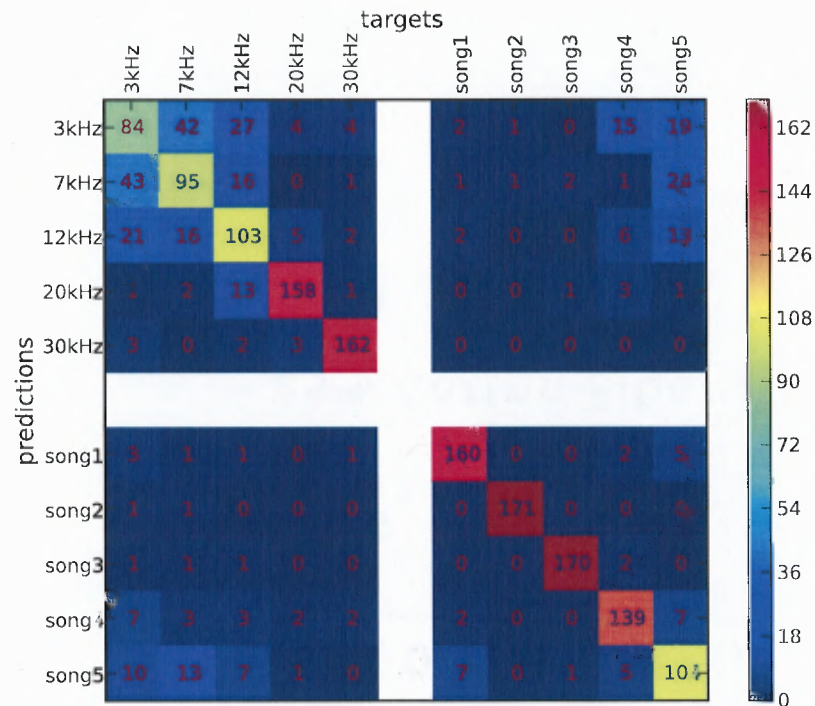 targets
3kHz 7kHz 12kHz 20kHz 30kHz song1 song2 song3 song4 song5
3kHz 84 42 27 4 4 2 1 0 15 19
7kHz 43 95 16 0 1 1 1 2 1 24
12kHz 21 16 103 5 2 2 0 0 6 13
20kHz 1 2 13 158 1 0 0 1 3 1
30kHz 3 0 2 3 162 0 0 0 0 0
predictions
song1 3 1 1 0 1 160 0 0 2 5
song2 1 1 0 0 0 0 171 0 0 0
song3 1 1 1 0 0 0 0 170 2 0
song4 7 3 3 2 2 2 0 0 139 7
song5 10 13 7 1 0 7 0 1 5 104
162
144
126
108
90
72
54
36
18
0